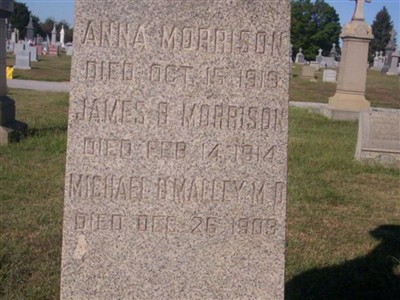 ANNA MORRISON
DIED OCT. 15, 1919
JAMES B MORRISON
DIED FEB 14, 1914
MICHAEL O'MALLEY, M.D
DIED DEC. 26 1909